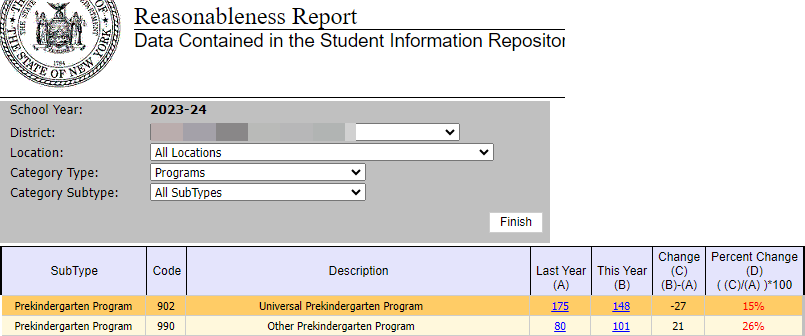 Reasonableness Report
Data Contained in the Student Information
THE STATE OF NEW YORK
School Year: 2023-24
District:
Location: All Locations
Category Type: Programs
Category Subtype: All SubTypes
Finish
SubType Code Description Last Year (A) This Year (B) Change (C) (B)-(A) Percent Change (D) ( (C)/(A) )*100
Prekindergarten Program 902 Universal Prekindergarten Program 175 148 -27 15%
Prekindergarten Program 990 Other Prekindergarten Program 80 101 21 26%